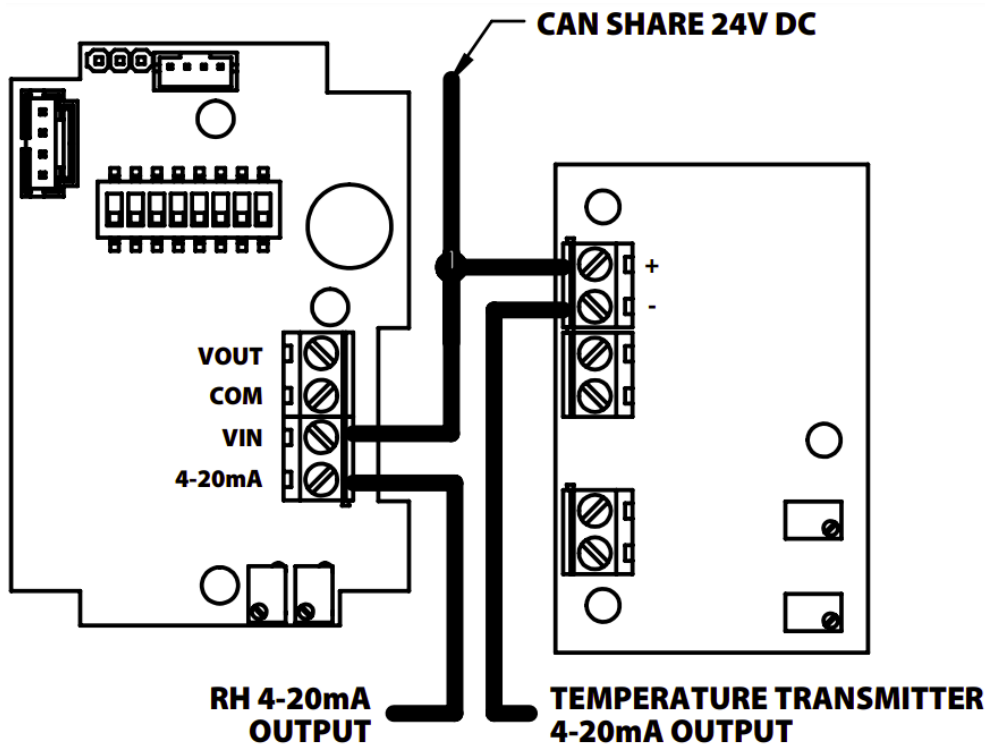 CAN SHARE 24V DC
+
-
VOUT
COM
VIN
4-20mA
RH 4-20mA
OUTPUT
TEMPERATURE TRANSMITTER
4-20mA OUTPUT